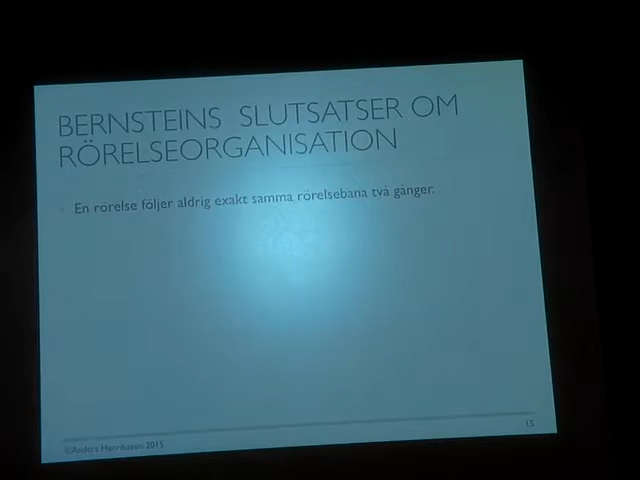 BERNSTEINS SLUTSATSER OM
RÖRELSEORGANISATION
En rörelse följer aldrig exakt samma rörelsebana två gånger.
©Anders Henriksson 2015
15